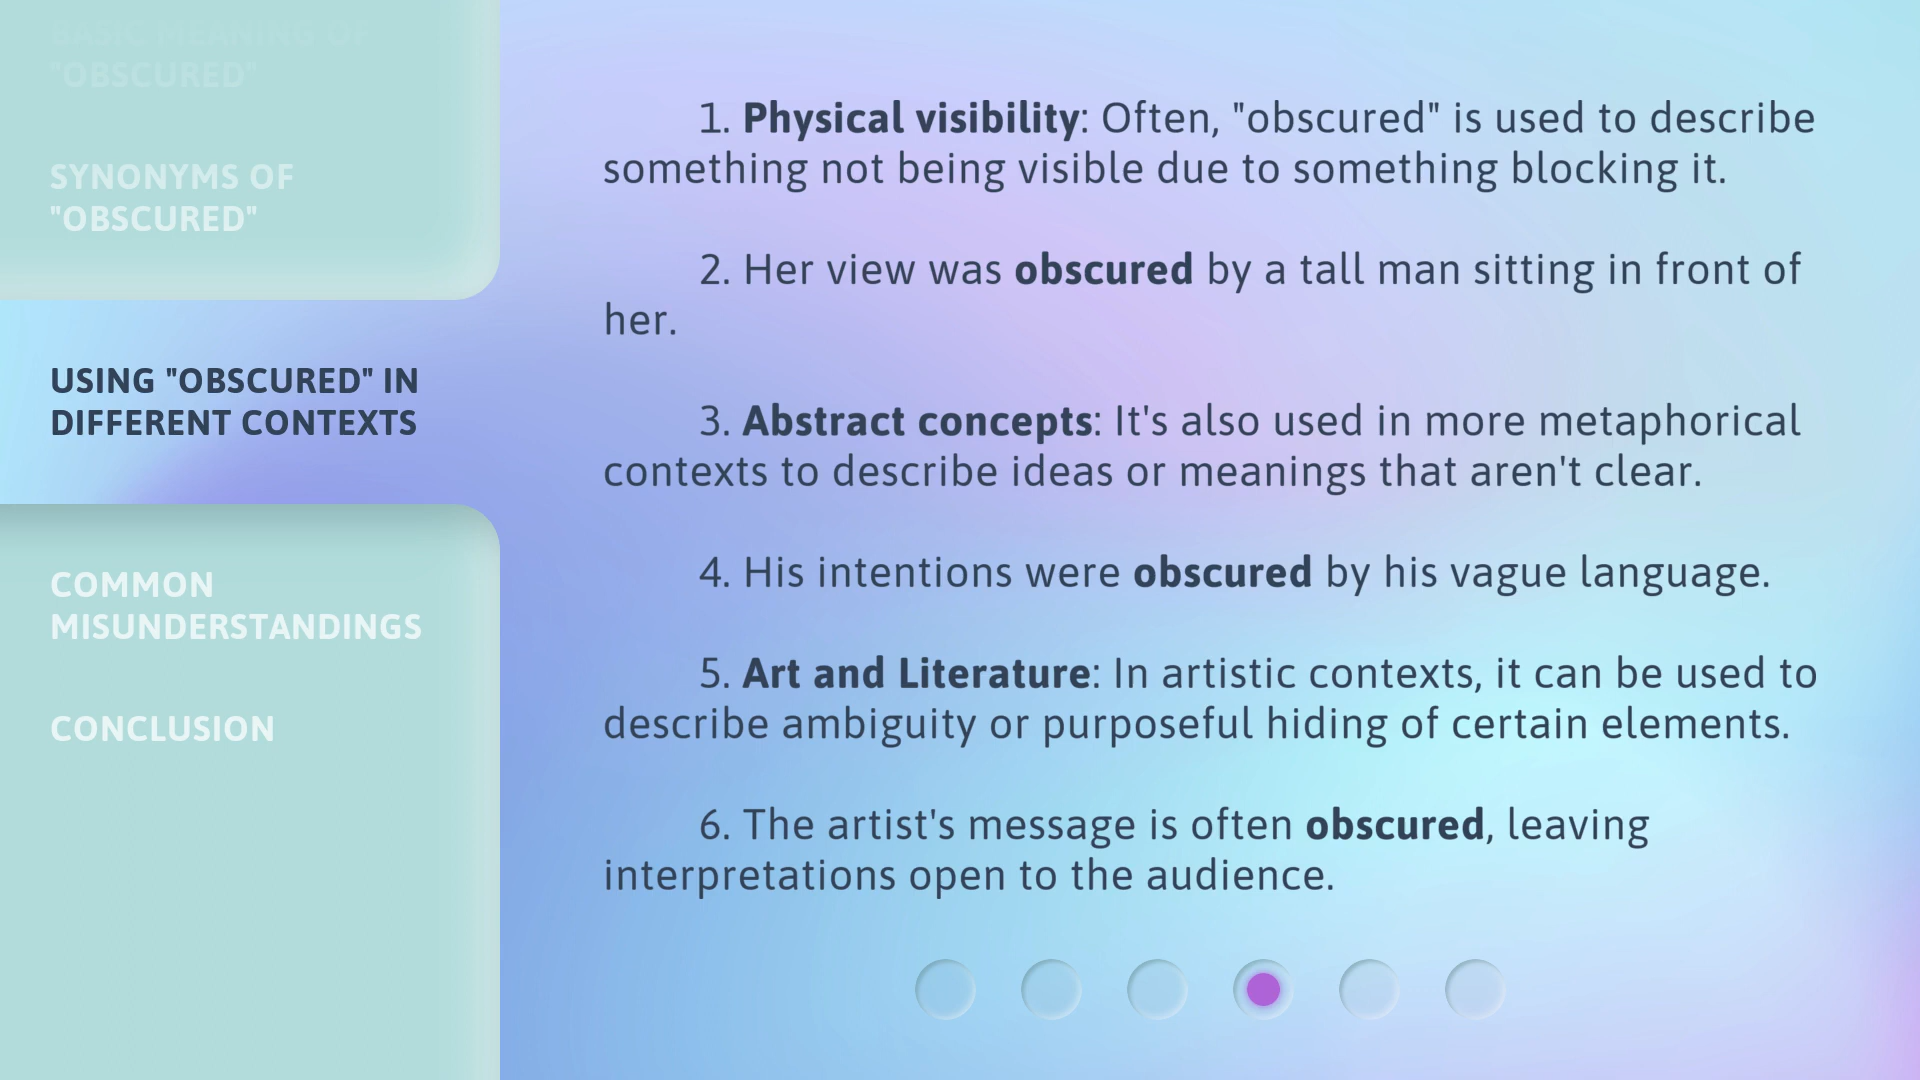 BASIC MEANING OF
"OBSCURED"
SYNONYMS OF
"OBSCURED"
USING "OBSCURED" IN
DIFFERENT CONTEXTS
COMMON
MISUNDERSTANDINGS
CONCLUSION
1. Physical visibility: Often, "obscured" is used to describe
something not being visible due to something blocking it.
2. Her view was obscured by a tall man sitting in front of
her.
3. Abstract concepts: It's also used in more metaphorical
contexts to describe ideas or meanings that aren't clear.
4. His intentions were obscured by his vague language.
5. Art and Literature: In artistic contexts, it can be used to
describe ambiguity or purposeful hiding of certain elements.
6. The artist's message is often obscured, leaving
interpretations open to the audience.